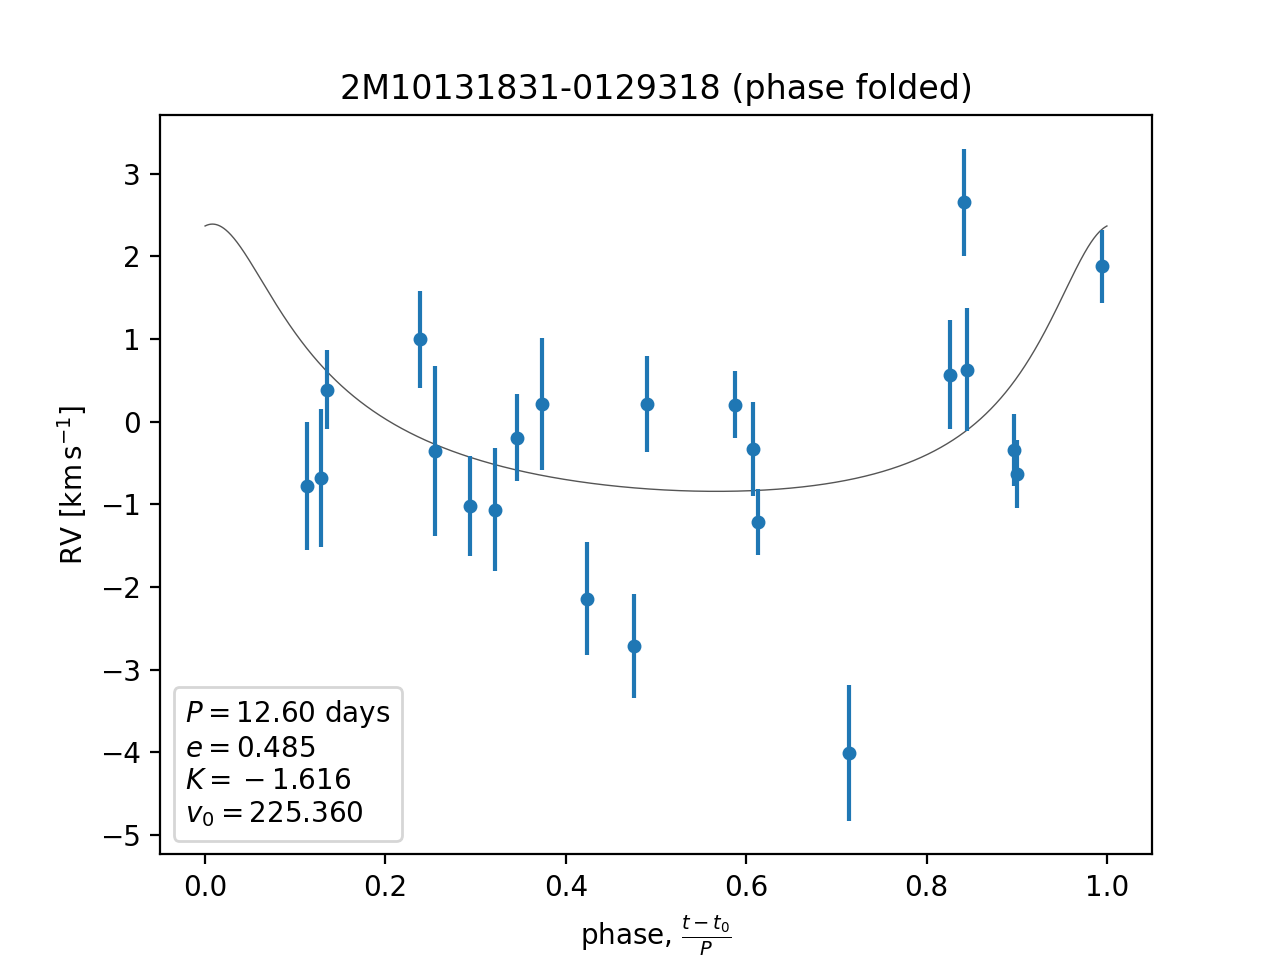 2M10131831-0129318 (phase folded)
RV [km s⁻¹]
3
2
1
0
−1
−2
−3
−4
−5
P = 12.60 days
e = 0.485
K = −1.616
v₀ = 225.360
0.0 0.2 0.4 0.6 0.8 1.0
phase, (t − t₀)/P